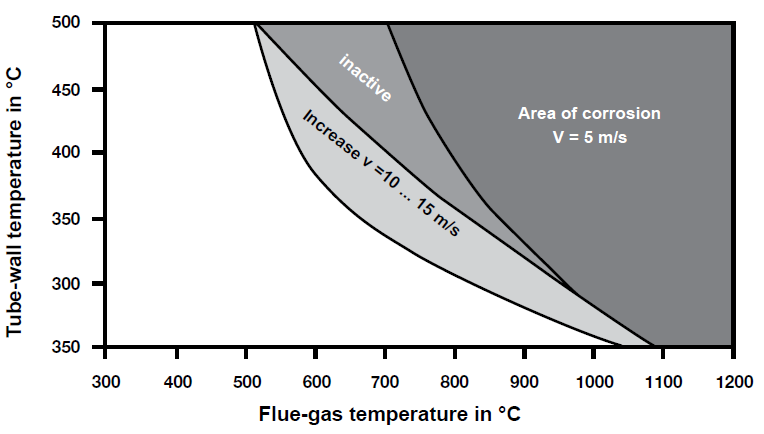 500
450
400
350
300
350
Tube-wall temperature in °C
inactive
Increase v =10 ... 15 m/s
Area of corrosion
V = 5 m/s
300 400 500 600 700 800 900 1000 1100 1200
Flue-gas temperature in °C